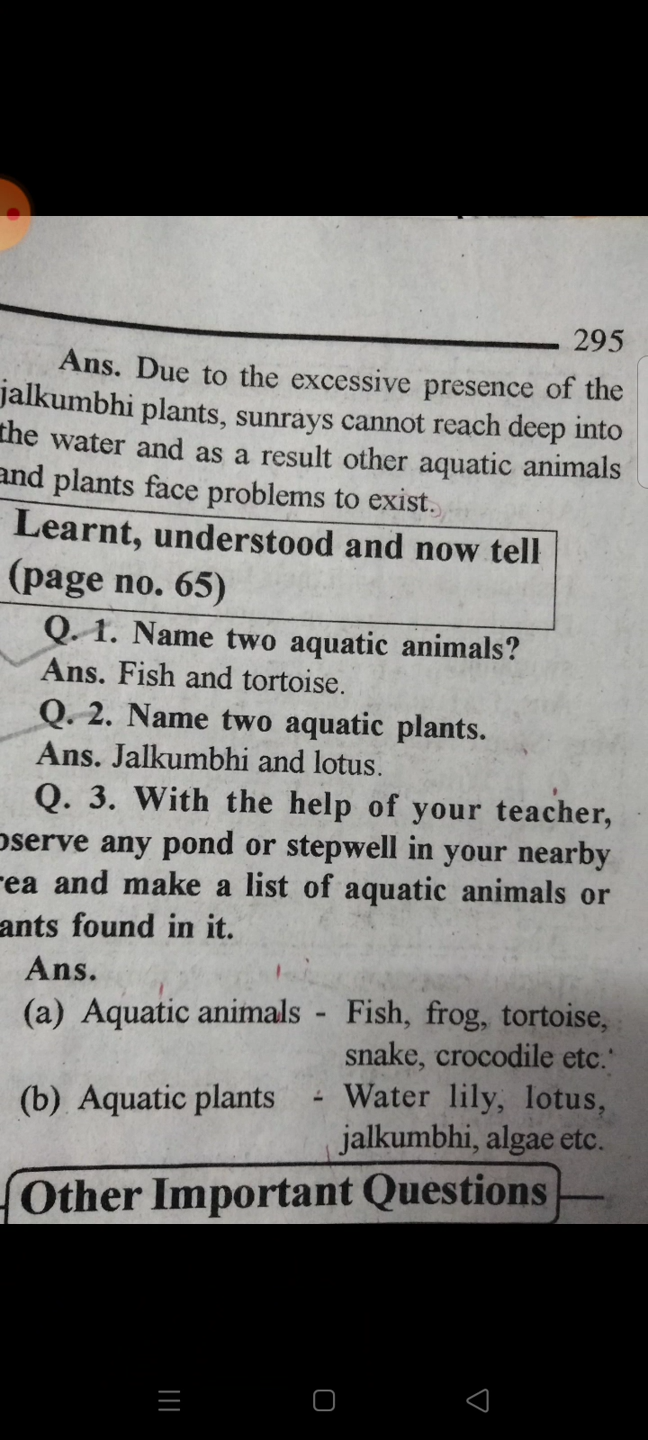 295
Ans. Due to the excessive presence of the
jalkumbhi plants, sunrays cannot reach deep into
the water and as a result other aquatic animals
and plants face problems to exist.
Learnt, understood and now tell
(page no. 65)
Q. 1. Name two aquatic animals?
Ans. Fish and tortoise.
Q. 2. Name two aquatic plants.
Ans. Jalkumbhi and lotus.
Q. 3. With the help of your teacher,
bserve any pond or stepwell in your nearby
rea and make a list of aquatic animals or
ants found in it.
Ans.
(a) Aquatic animals - Fish, frog, tortoise,
snake, crocodile etc.
(b) Aquatic plants - Water lily, lotus,
jalkumbhi, algae etc.
Other Important Questions